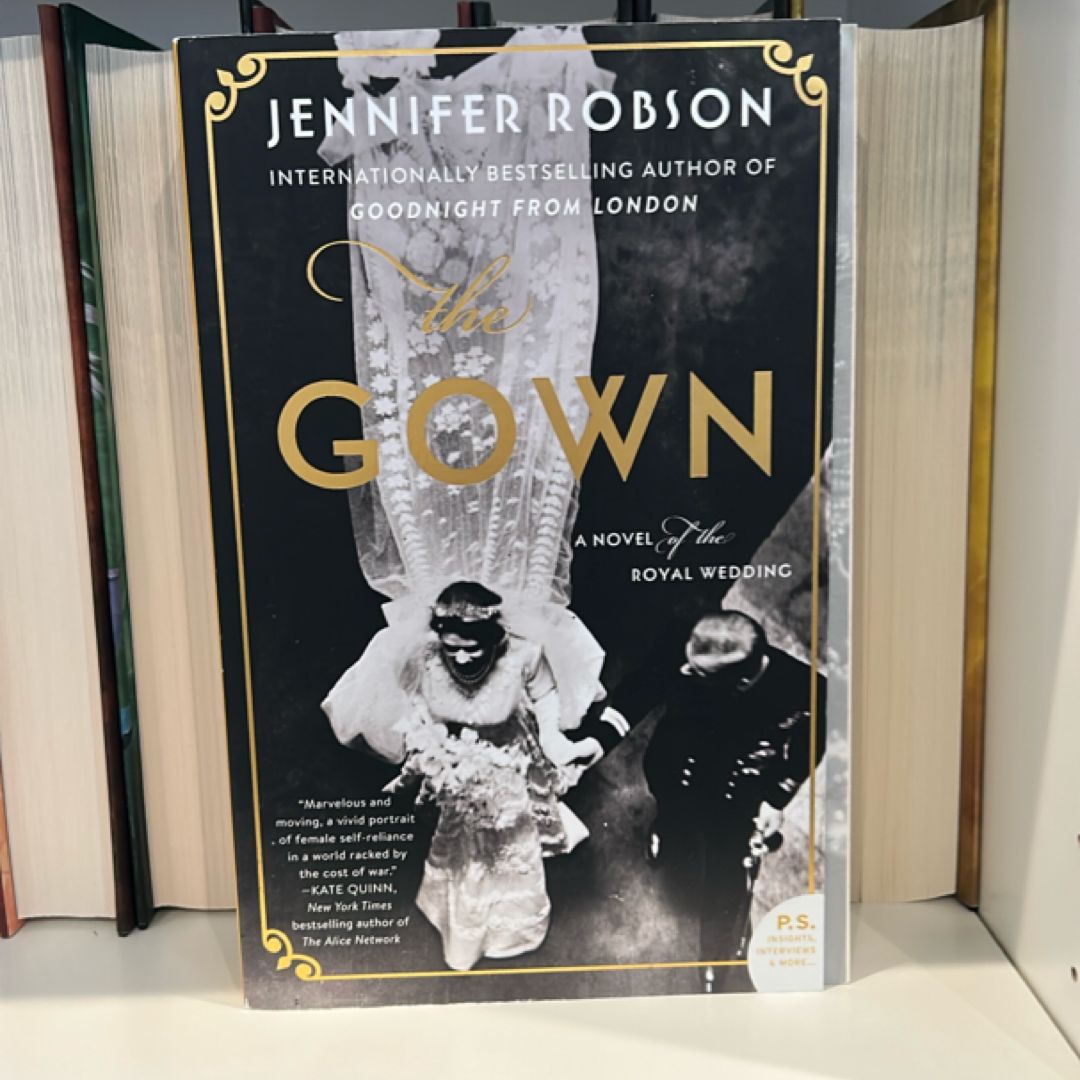 JENNIFER ROBSON
INTERNATIONALLY BESTSELLING AUTHOR OF
GOODNIGHT FROM LONDON
the
GOWN
A NOVEL of the
ROYAL WEDDING
"Marvelous and
moving, a vivid portrait
of female self-reliance
in a world racked by
the cost of war."
—KATE QUINN,
New York Times
bestselling author of
The Alice Network
P.S.
INSIGHTS,
INTERVIEWS
& MORE...